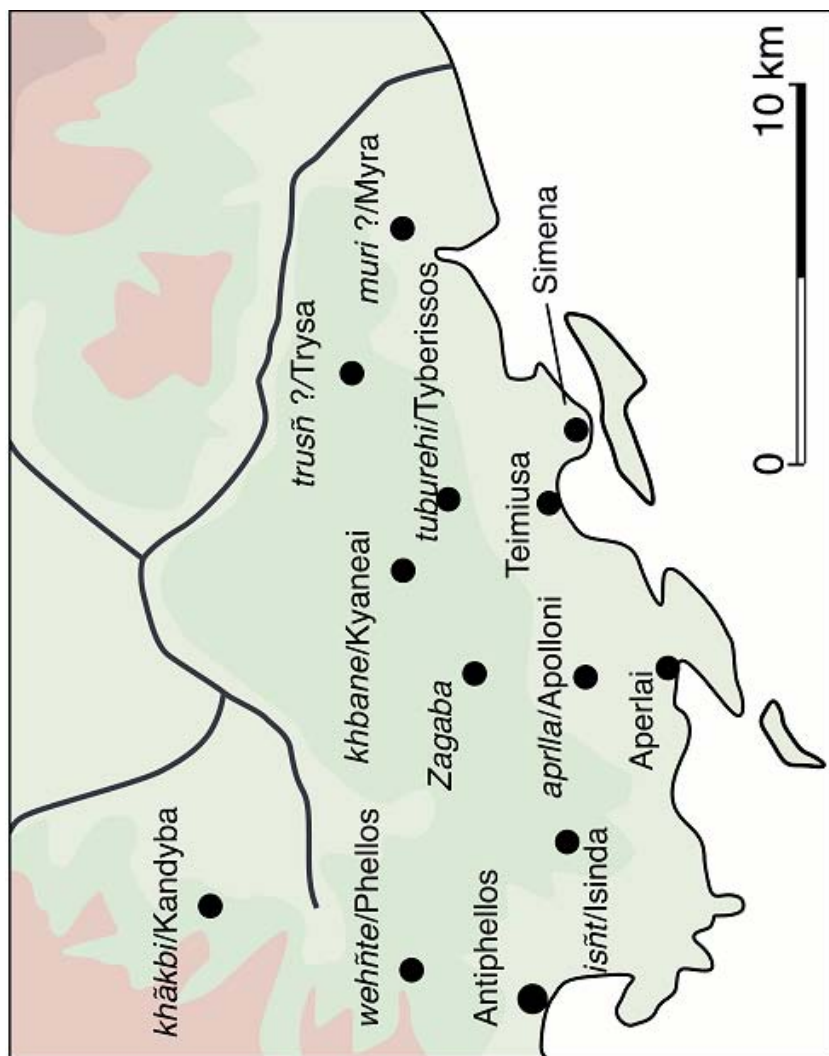 khãkbi/Kandyba
trusñ ?/Trysa
khbane/Kyaneai
wehñte/Phellos
muri ?/Myra
tuburehi/Tyberissos
Zagaba
Antiphellos
Teimiusa
Simena
aprlla/Apolloni
isñt/Isinda
Aperlai
0 10 km